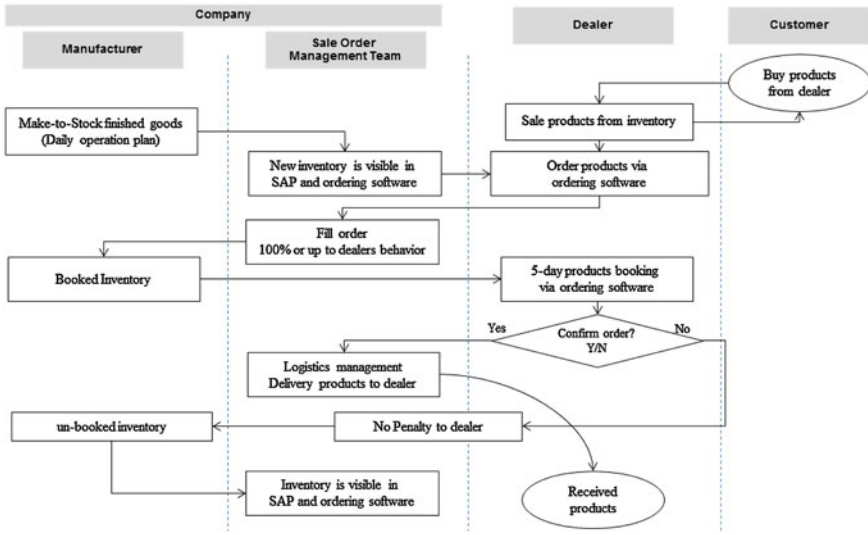 Company
Manufacturer
Sale Order
Management Team
Dealer
Customer
Buy products
from dealer
Make-to-Stock finished goods
(Daily operation plan)
Sale products from inventory
New inventory is visible in
SAP and ordering software
Order products via
ordering software
Fill order
100% or up to dealers behavior
Booked Inventory
5-day products booking
via ordering software
Yes
Confirm order?
Y/N
No
Logistics management
Delivery products to dealer
un-booked inventory
No Penalty to dealer
Inventory is visible in
SAP and ordering software
Received
products